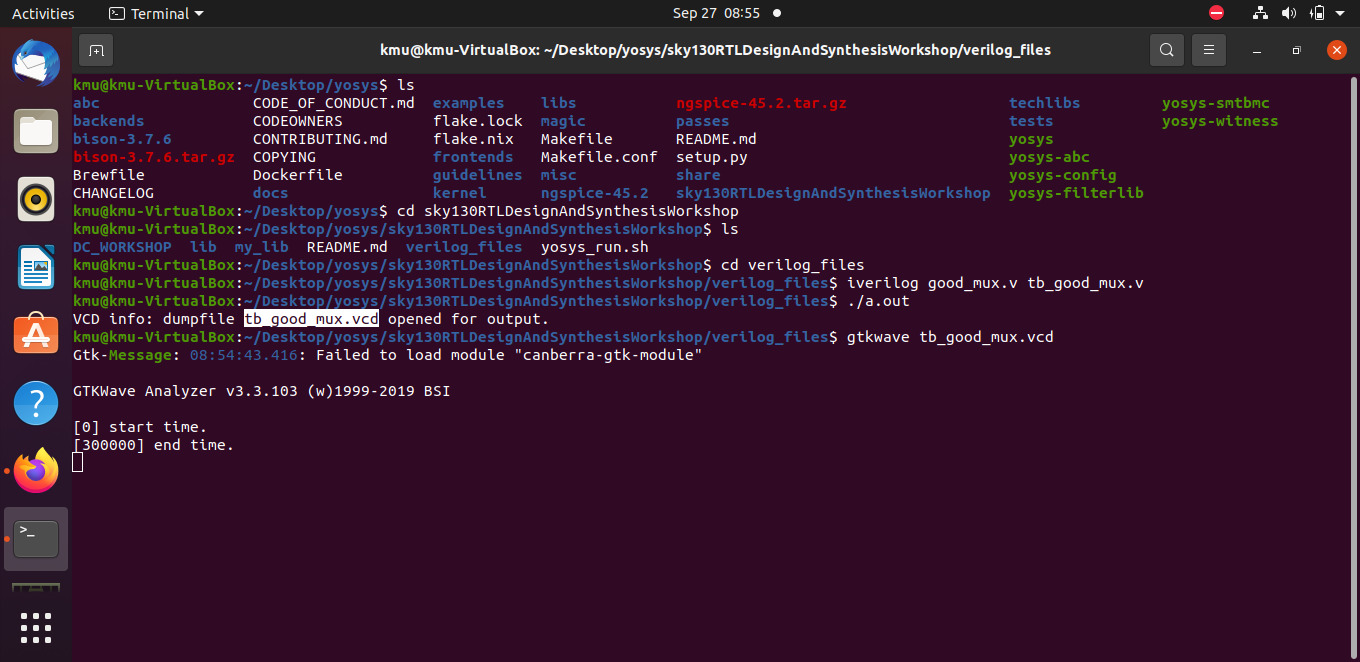 Activities Terminal Sep 27 08:55
kmu@kmu-VirtualBox: ~/Desktop/yosys/sky130RTLDesignAndSynthesisWorkshop/verilog_files
kmu@kmu-VirtualBox:~/Desktop/yosys$ ls
abc CODE_OF_CONDUCT.md examples libs ngspice-45.2.tar.gz techlibs yosys-smtbmc
backends CODEOWNERS flake.lock magic passes tests yosys-witness
bison-3.7.6 CONTRIBUTING.md flake.nix Makefile README.md yosys
bison-3.7.6.tar.gz COPYING frontends Makefile.conf setup.py yosys-abc
Brewfile Dockerfile guidelines misc share yosys-config
CHANGELOG docs kernel ngspice-45.2 sky130RTLDesignAndSynthesisWorkshop yosys-filterlib
kmu@kmu-VirtualBox:~/Desktop/yosys$ cd sky130RTLDesignAndSynthesisWorkshop
kmu@kmu-VirtualBox:~/Desktop/yosys/sky130RTLDesignAndSynthesisWorkshop$ ls
DC_WORKSHOP lib my_lib README.md verilog_files yosys_run.sh
kmu@kmu-VirtualBox:~/Desktop/yosys/sky130RTLDesignAndSynthesisWorkshop$ cd verilog_files
kmu@kmu-VirtualBox:~/Desktop/yosys/sky130RTLDesignAndSynthesisWorkshop/verilog_files$ iverilog good_mux.v tb_good_mux.v
kmu@kmu-VirtualBox:~/Desktop/yosys/sky130RTLDesignAndSynthesisWorkshop/verilog_files$ ./a.out
VCD info: dumpfile tb_good_mux.vcd opened for output.
kmu@kmu-VirtualBox:~/Desktop/yosys/sky130RTLDesignAndSynthesisWorkshop/verilog_files$ gtkwave tb_good_mux.vcd
Gtk-Message: 08:54:43.416: Failed to load module "canberra-gtk-module"
GTKWave Analyzer v3.3.103 (w)1999-2019 BSI
[0] start time.
[300000] end time.